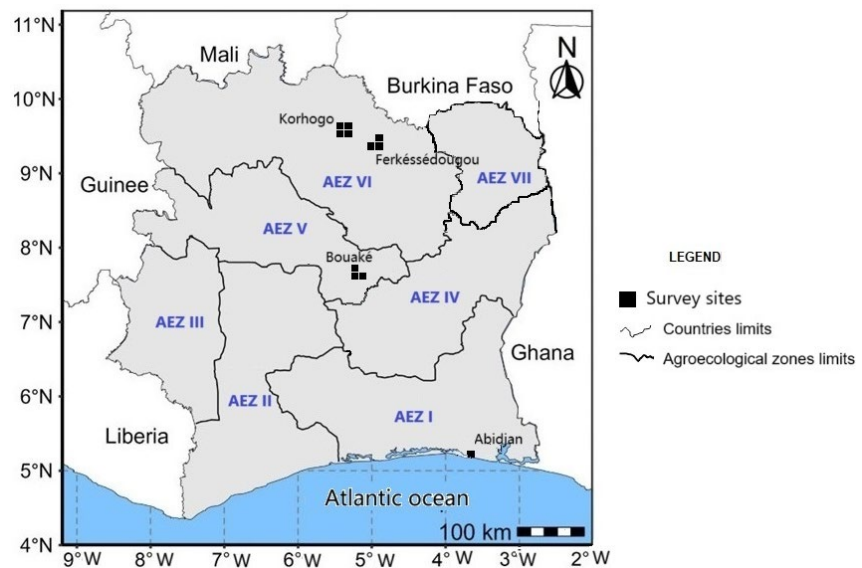 11°N
10°N
9°N
8°N
7°N
6°N
5°N
4°N
Mali
N
Burkina Faso
Korhogo
Ferkéssédougou
AEZ VII
Guinee
AEZ VI
AEZ V
Bouaké
AEZ IV
AEZ III
Ghana
AEZ II
AEZ I
Liberia
Abidjan
Atlantic ocean
100 km
9°W
8°W
7°W
6°W
5°W
4°W
3°W
2°W
LEGEND
Survey sites
Countries limits
Agroecological zones limits